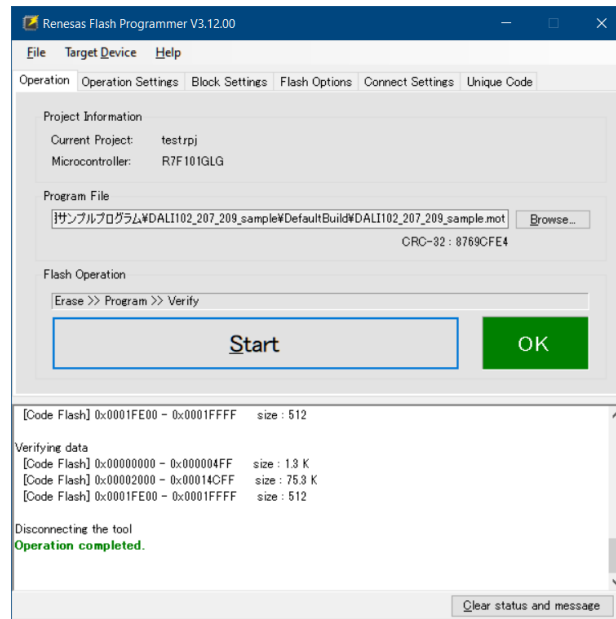 Renesas Flash Programmer V3.12.00
File Target Device Help
Operation Operation Settings Block Settings Flash Options Connect Settings Unique Code
Project Information
Current Project: test.rpj
Microcontroller: R7F101GLG
Program File
サンプルプログラム¥DALI102_207_209_sample¥DefaultBuild¥DALI102_207_209_sample.mot Browse...
CRC-32 : 8769CFE4
Flash Operation
Erase >> Program >> Verify
Start OK
[Code Flash] 0x0001FE00 - 0x0001FFFF size : 512
Verifying data
[Code Flash] 0x00000000 - 0x000004FF size : 1.3 K
[Code Flash] 0x00002000 - 0x00014CFF size : 75.3 K
[Code Flash] 0x0001FE00 - 0x0001FFFF size : 512
Disconnecting the tool
Operation completed.
Clear status and message